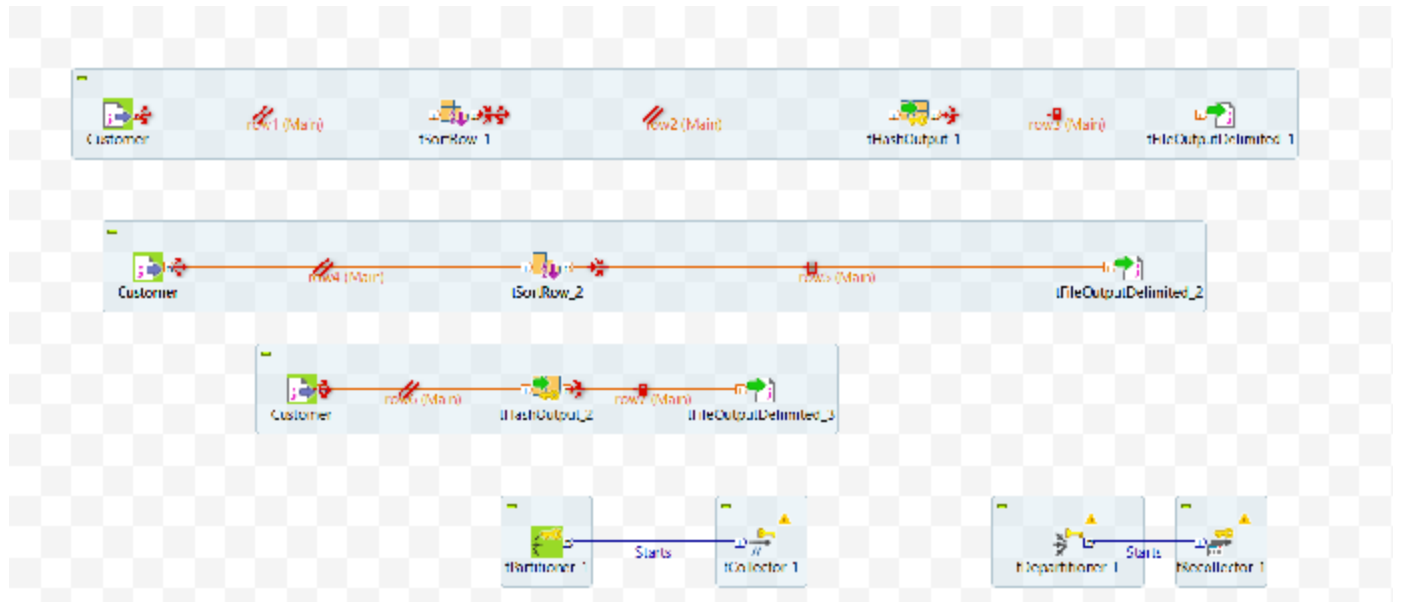 row1 (Main)
row2 (Main)
row3 (Main)
Customer
tSortRow_1
tHashOutput_1
tFileOutputDelimited_1
row4 (Main)
row5 (Main)
Customer
tSortRow_2
tFileOutputDelimited_2
row6 (Main)
row7 (Main)
Customer
tHashOutput_2
tFileOutputDelimited_3
Starts
Starts
tPartitioner_1
tCollector_1
tDepartitioner_1
tRecollector_1